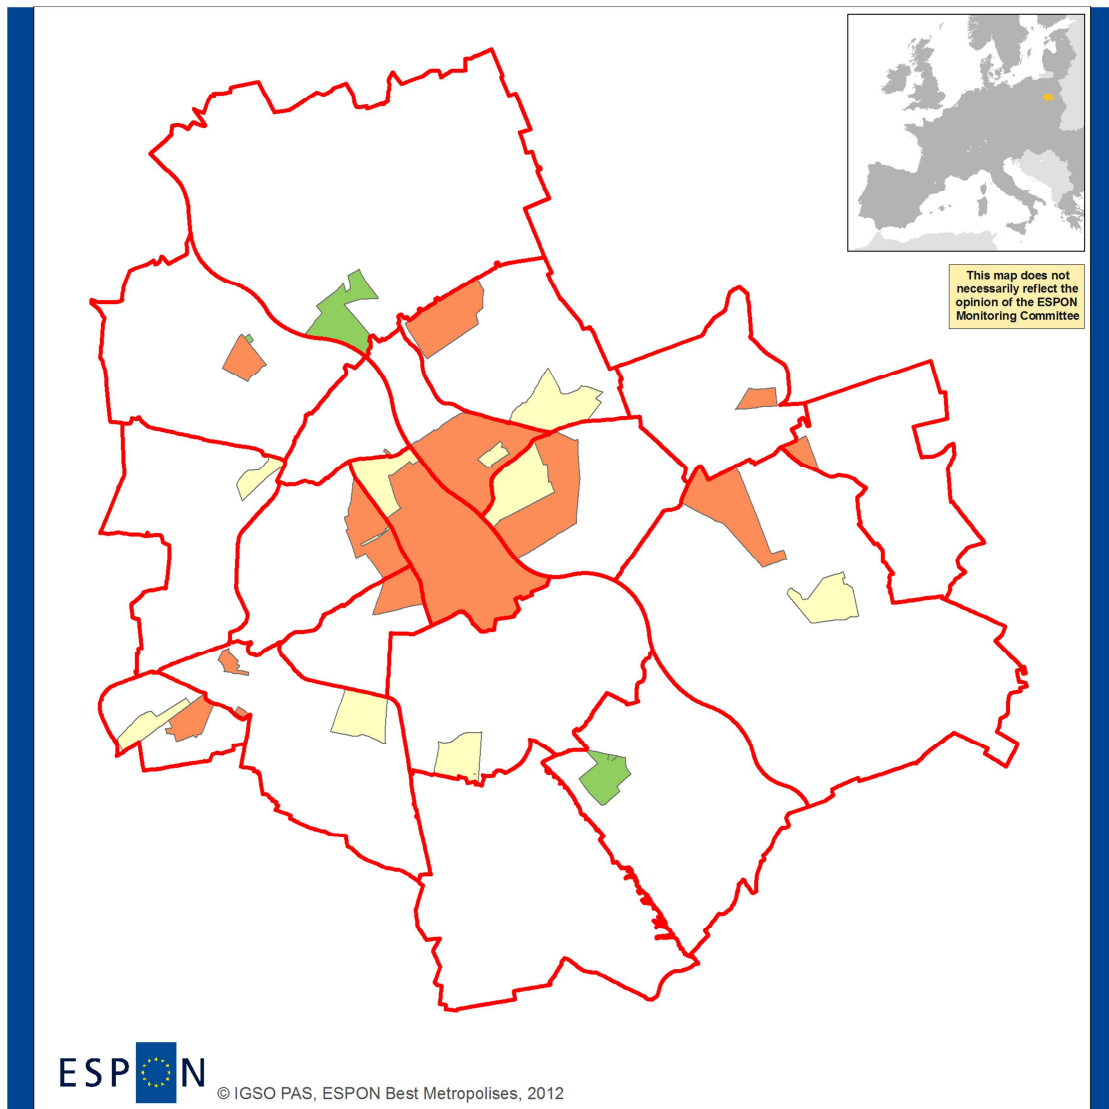 This map does not
necessarily reflect the
opinion of the ESPON
Monitoring Committee
ESPON
© IGSO PAS, ESPON Best Metropolises, 2012